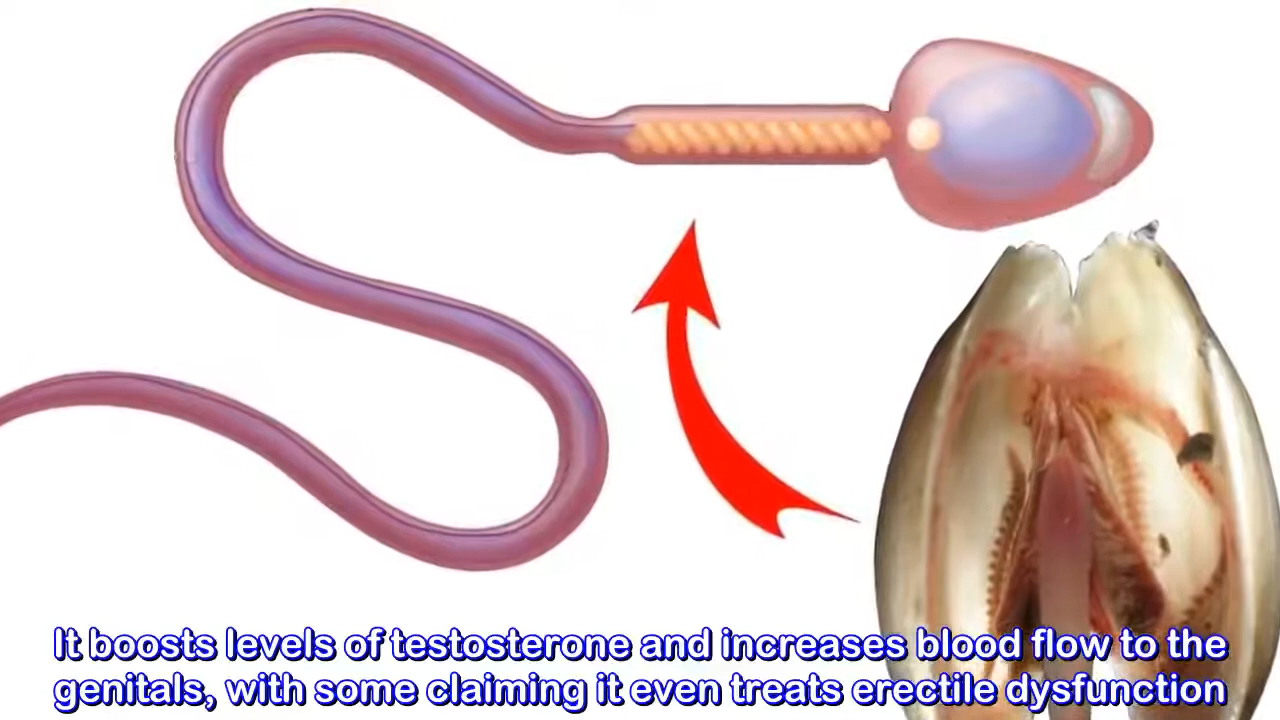 It boosts levels of testosterone and increases blood flow to the
genitals, with some claiming it even treats erectile dysfunction